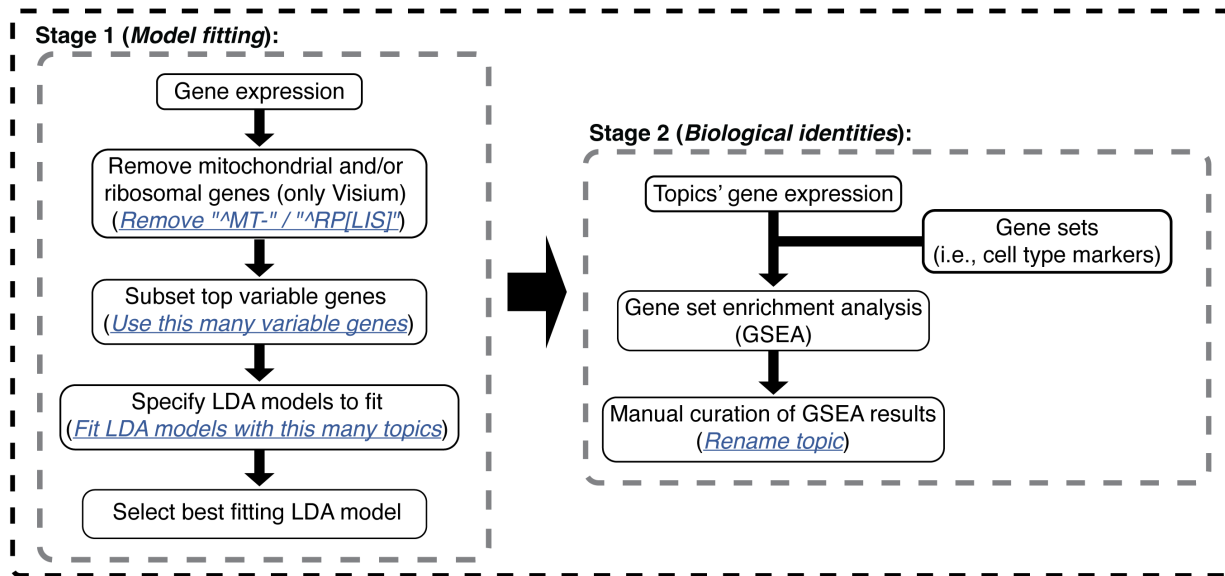 Stage 1 (Model fitting):
Gene expression
Remove mitochondrial and/or
ribosomal genes (only Visium)
(Remove "^MT-" / "^RP[LIS]")
Subset top variable genes
(Use this many variable genes)
Specify LDA models to fit
(Fit LDA models with this many topics)
Select best fitting LDA model
Stage 2 (Biological identities):
Topics' gene expression
Gene sets
(i.e., cell type markers)
Gene set enrichment analysis
(GSEA)
Manual curation of GSEA results
(Rename topic)